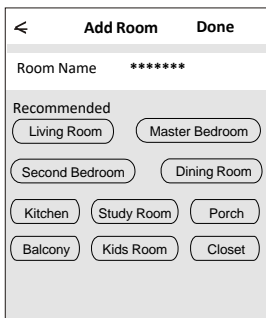 < Add Room Done
Room Name *******
Recommended
Living Room Master Bedroom
Second Bedroom Dining Room
Kitchen Study Room Porch
Balcony Kids Room Closet